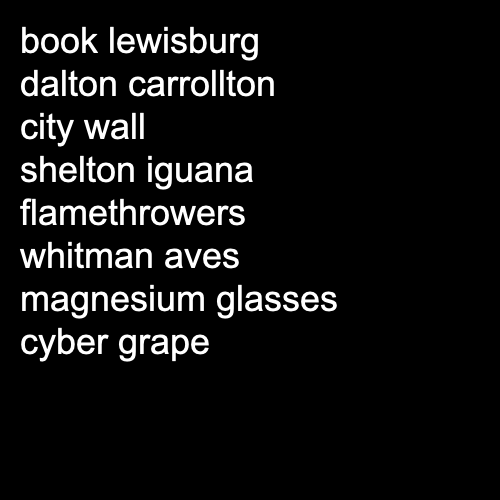 book lewisburg
dalton carrollton
city wall
shelton iguana
flamethrowers
whitman aves
magnesium glasses
cyber grape